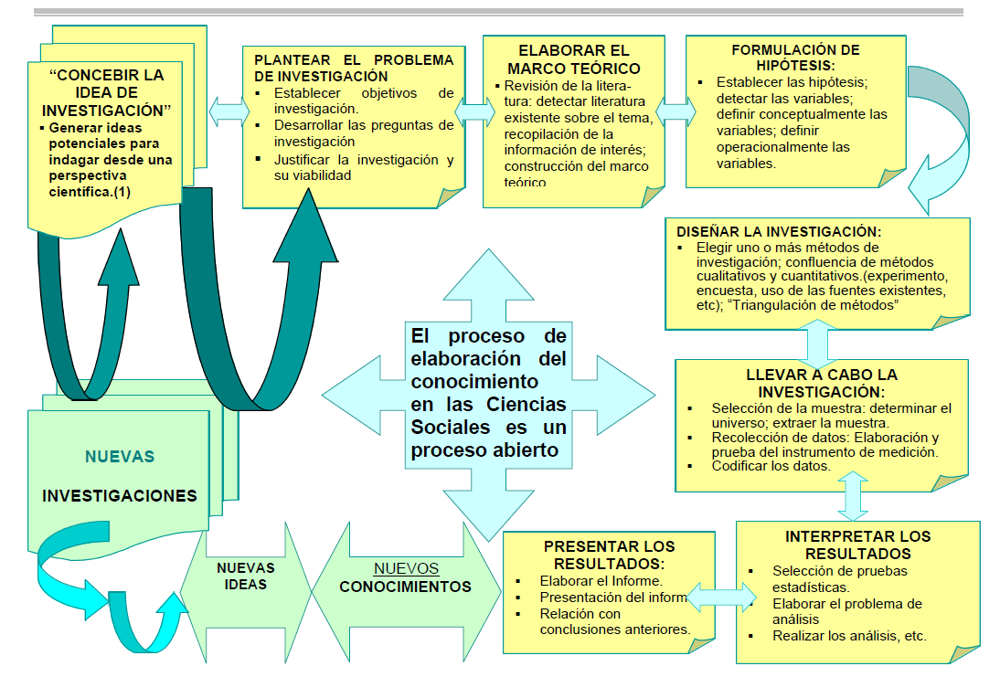 “CONCEBIR LA
IDEA DE
INVESTIGACIÓN”
▪ Generar ideas
potenciales para
indagar desde una
perspectiva
científica.(1)
PLANTEAR EL PROBLEMA
DE INVESTIGACIÓN
▪ Establecer objetivos de
investigación.
▪ Desarrollar las preguntas de
investigación
▪ Justificar la investigación y
su viabilidad
ELABORAR EL
MARCO TEÓRICO
▪ Revisión de la litera-
tura: detectar literatura
existente sobre el tema,
recopilación de la
información de interés;
construcción del marco
teórico
FORMULACIÓN DE
HIPÓTESIS:
▪ Establecer las hipótesis;
detectar las variables;
definir conceptualmente las
variables; definir
operacionalmente las
variables.
DISEÑAR LA INVESTIGACIÓN:
▪ Elegir uno o más métodos de
investigación; confluencia de métodos
cualitativos y cuantitativos.(experimento,
encuesta, uso de las fuentes existentes,
etc); “Triangulación de métodos”
El proceso de
elaboración del
conocimiento
en las Ciencias
Sociales es un
proceso abierto
LLEVAR A CABO LA
INVESTIGACIÓN:
▪ Selección de la muestra: determinar el
universo; extraer la muestra.
▪ Recolección de datos: Elaboración y
prueba del instrumento de medición.
▪ Codificar los datos.
INTERPRETAR LOS
RESULTADOS
▪ Selección de pruebas
estadísticas.
▪ Elaborar el problema de
análisis
▪ Realizar los análisis, etc.
PRESENTAR LOS
RESULTADOS:
▪ Elaborar el Informe.
▪ Presentación del inform
▪ Relación con
conclusiones anteriores.
NUEVOS
CONOCIMIENTOS
NUEVAS
IDEAS
NUEVAS
INVESTIGACIONES